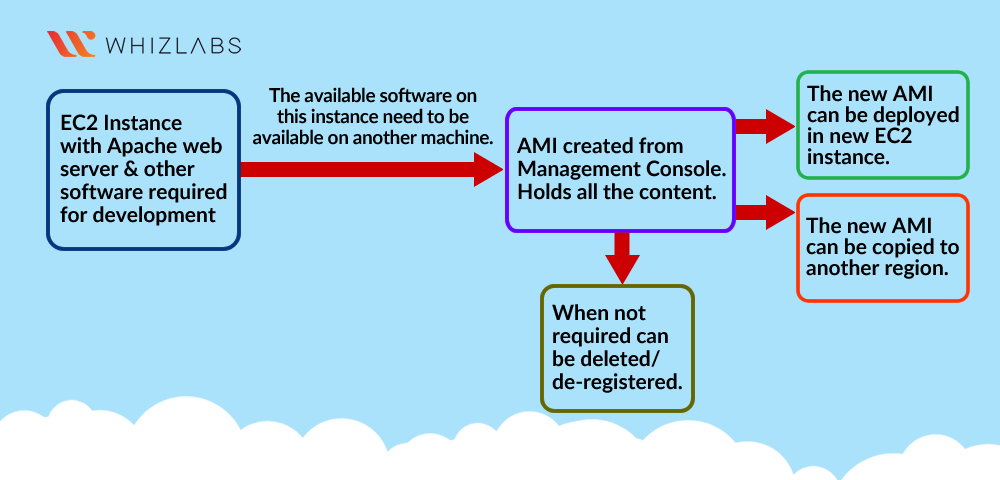 WHIZLABS
EC2 Instance
with Apache web
server & other
software required
for development
The available software on
this instance need to be
available on another machine.
AMI created from
Management Console.
Holds all the content.
The new AMI
can be deployed
in new EC2
instance.
The new AMI
can be copied to
another region.
When not
required can
be deleted/
de-registered.